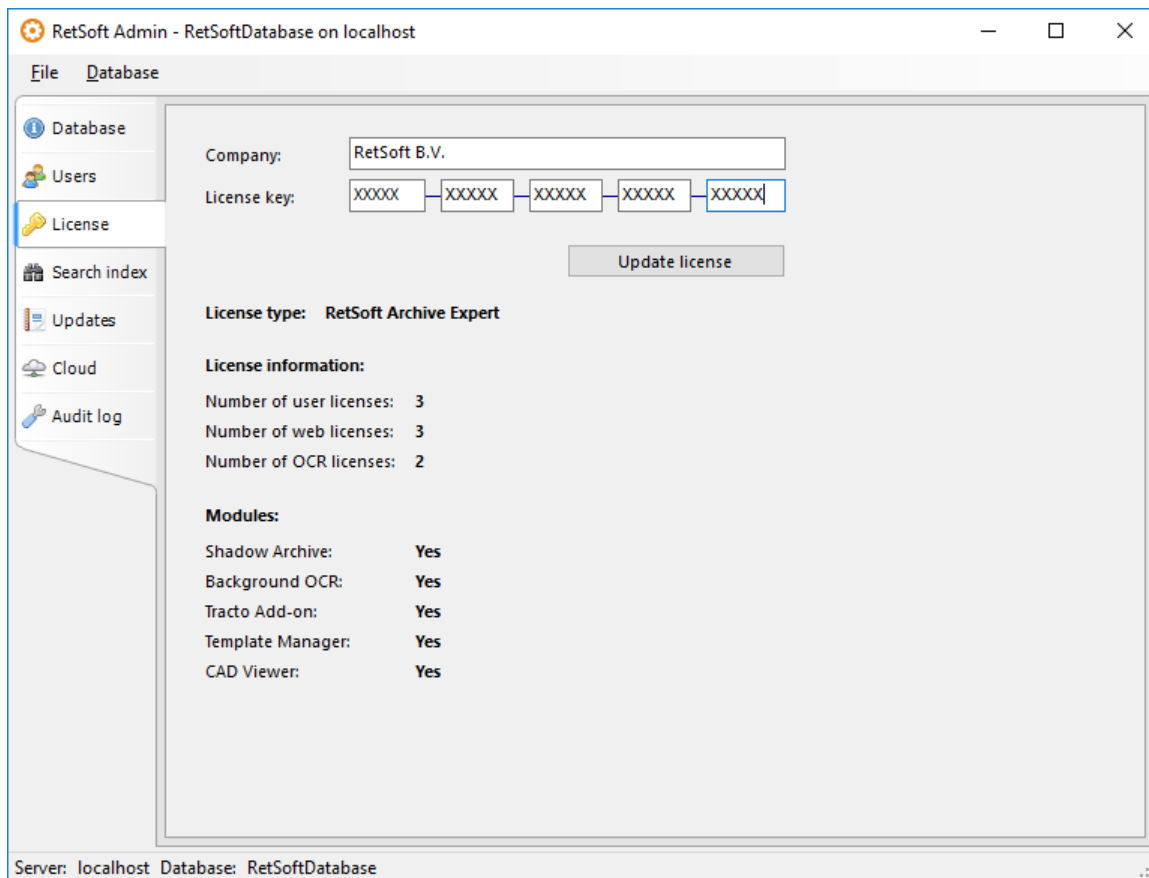 RetSoft Admin - RetSoftDatabase on localhost
File Database
Database
Users
License
Search index
Updates
Cloud
Audit log
Company: RetSoft B.V.
License key: XXXXX XXXXX XXXXX XXXXX XXXXX
Update license
License type: RetSoft Archive Expert
License information:
Number of user licenses: 3
Number of web licenses: 3
Number of OCR licenses: 2
Modules:
Shadow Archive: Yes
Background OCR: Yes
Tracto Add-on: Yes
Template Manager: Yes
CAD Viewer: Yes
Server: localhost Database: RetSoftDatabase